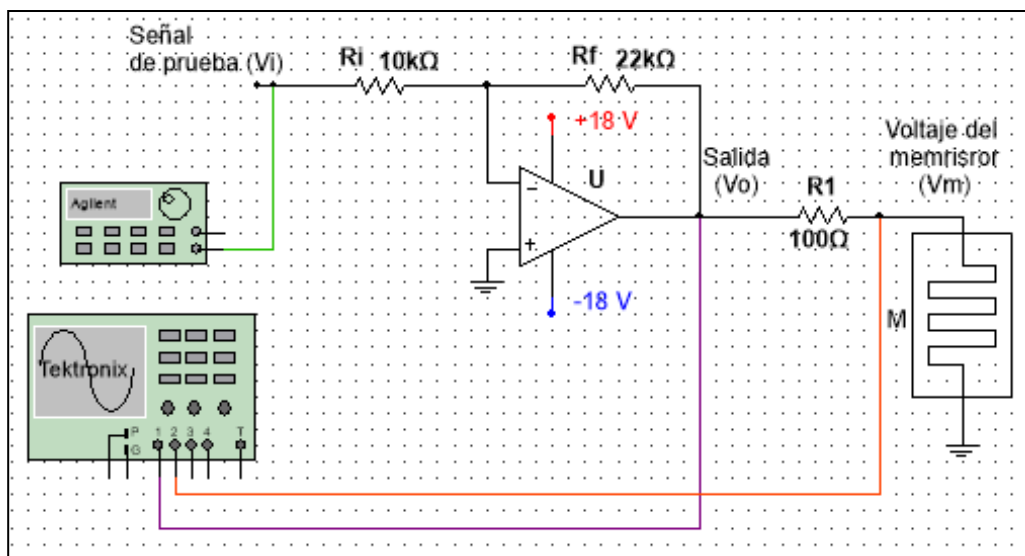 Señal
de prueba (Vi)
Ri 10kΩ
Rf 22kΩ
+18 V
U
Salida
(Vo)
Voltaje del
memrisror
(Vm)
R1
100Ω
Agilent
-18 V
M
Tektronix
P
G
1 2 3 4 T